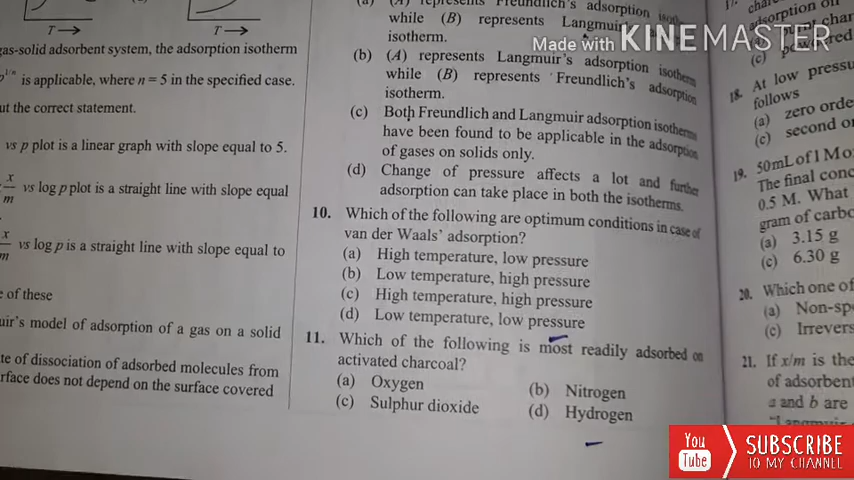 T→
T→
gas-solid adsorbent system, the adsorption isotherm
p^1/n is applicable, where n = 5 in the specified case.
ut the correct statement.
vs p plot is a linear graph with slope equal to 5.
x/m vs log p plot is a straight line with slope equal
x/m vs log p is a straight line with slope equal to
e of these
uir's model of adsorption of a gas on a solid
te of dissociation of adsorbed molecules from
rface does not depend on the surface covered
(a) (A) represents Freundlich's adsorption
while (B) represents Langmuir's
isotherm.
(b) (A) represents Langmuir's adsorption isotherm
while (B) represents Freundlich's adsorption
isotherm.
(c) Both Freundlich and Langmuir adsorption isotherms
have been found to be applicable in the adsorption
of gases on solids only.
(d) Change of pressure affects a lot and further
adsorption can take place in both the isotherms.
10. Which of the following are optimum conditions in case of
van der Waals' adsorption?
(a) High temperature, low pressure
(b) Low temperature, high pressure
(c) High temperature, high pressure
(d) Low temperature, low pressure
11. Which of the following is most readily adsorbed on
activated charcoal?
(a) Oxygen (b) Nitrogen
(c) Sulphur dioxide (d) Hydrogen
adsorption
(c) powdered
18. At low pressu
follows
(a) zero orde
(c) second o
19. 50 mL of 1 M
The final conc
0.5 M. What
gram of carbo
(a) 3.15 g
(c) 6.30 g
20. Which one of
(a) Non-sp
(c) Irrevers
21. If x/m is the
of adsorbent
a and b are
"Langmuir
Made with KINEMASTER
You
Tube
SUBSCRIBE
TO MY CHANNEL